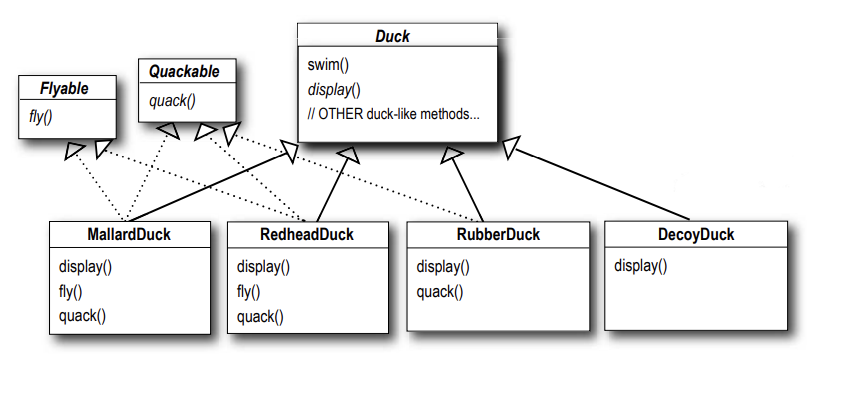 Duck
swim()
display()
// OTHER duck-like methods...
Quackable
quack()
Flyable
fly()
MallardDuck
display()
fly()
quack()
RedheadDuck
display()
fly()
quack()
RubberDuck
display()
quack()
DecoyDuck
display()